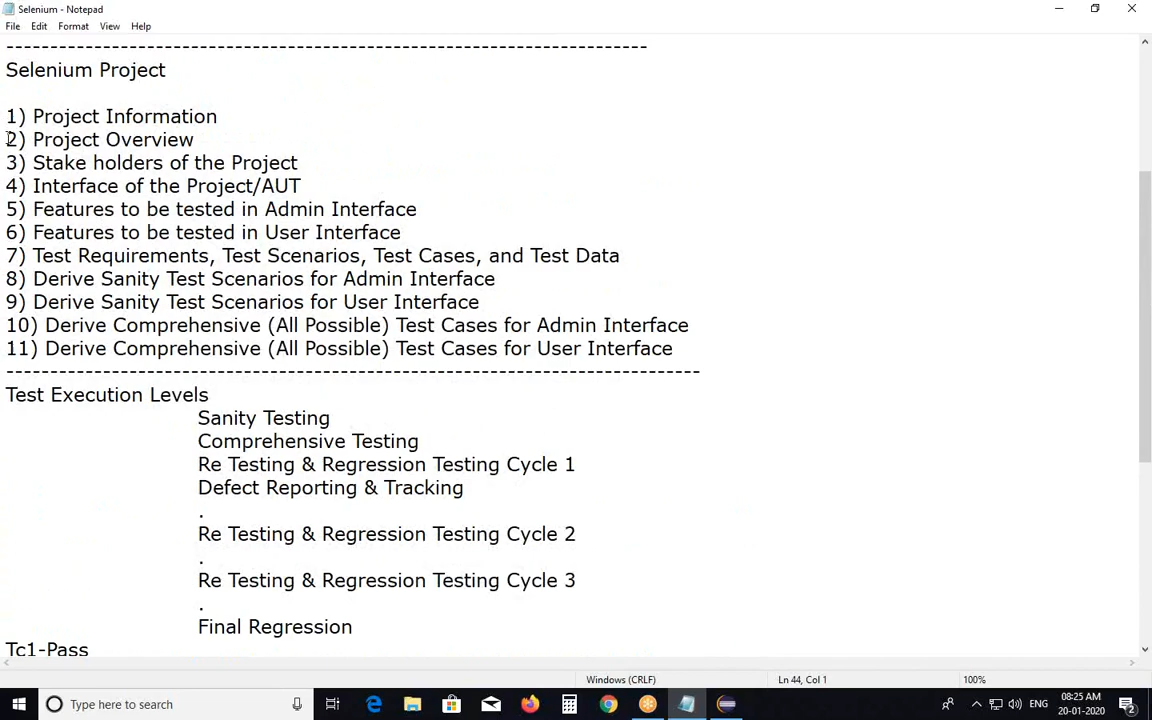 Selenium - Notepad
File Edit Format View Help
-------------------------------------------------------------------------
Selenium Project
1) Project Information
2) Project Overview
3) Stake holders of the Project
4) Interface of the Project/AUT
5) Features to be tested in Admin Interface
6) Features to be tested in User Interface
7) Test Requirements, Test Scenarios, Test Cases, and Test Data
8) Derive Sanity Test Scenarios for Admin Interface
9) Derive Sanity Test Scenarios for User Interface
10) Derive Comprehensive (All Possible) Test Cases for Admin Interface
11) Derive Comprehensive (All Possible) Test Cases for User Interface
-------------------------------------------------------------------------------
Test Execution Levels
Sanity Testing
Comprehensive Testing
Re Testing & Regression Testing Cycle 1
Defect Reporting & Tracking
.
Re Testing & Regression Testing Cycle 2
.
Re Testing & Regression Testing Cycle 3
.
Final Regression
Tc1-Pass
Windows (CRLF) Ln 44, Col 1 100%
Type here to search ENG 08:25 AM
20-01-2020 2